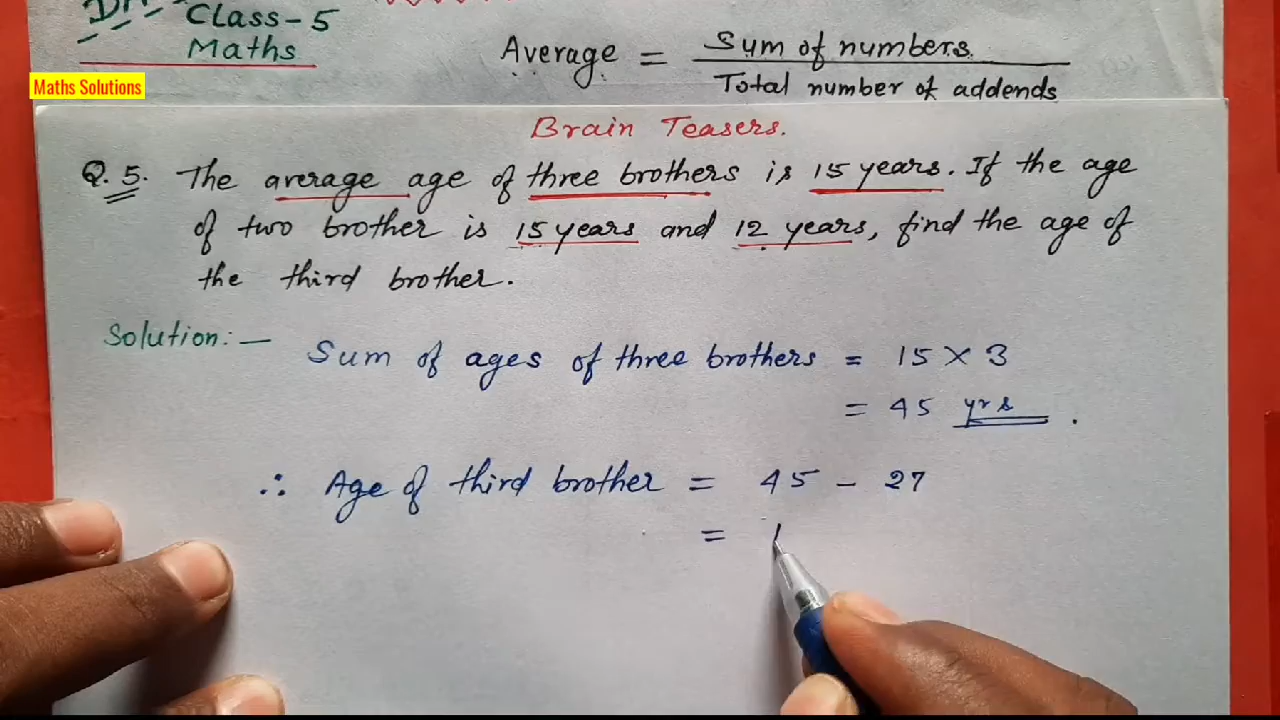 Class-5
Maths
Average = Sum of numbers.
Total number of addends
Maths Solutions
Brain Teasers.
Q.5. The average age of three brothers is 15 years. If the age
of two brother is 15 years and 12 years, find the age of
the third brother.
Solution:-
Sum of ages of three brothers = 15 × 3
= 45 yrs.
∴ Age of third brother = 45 - 27
= 1